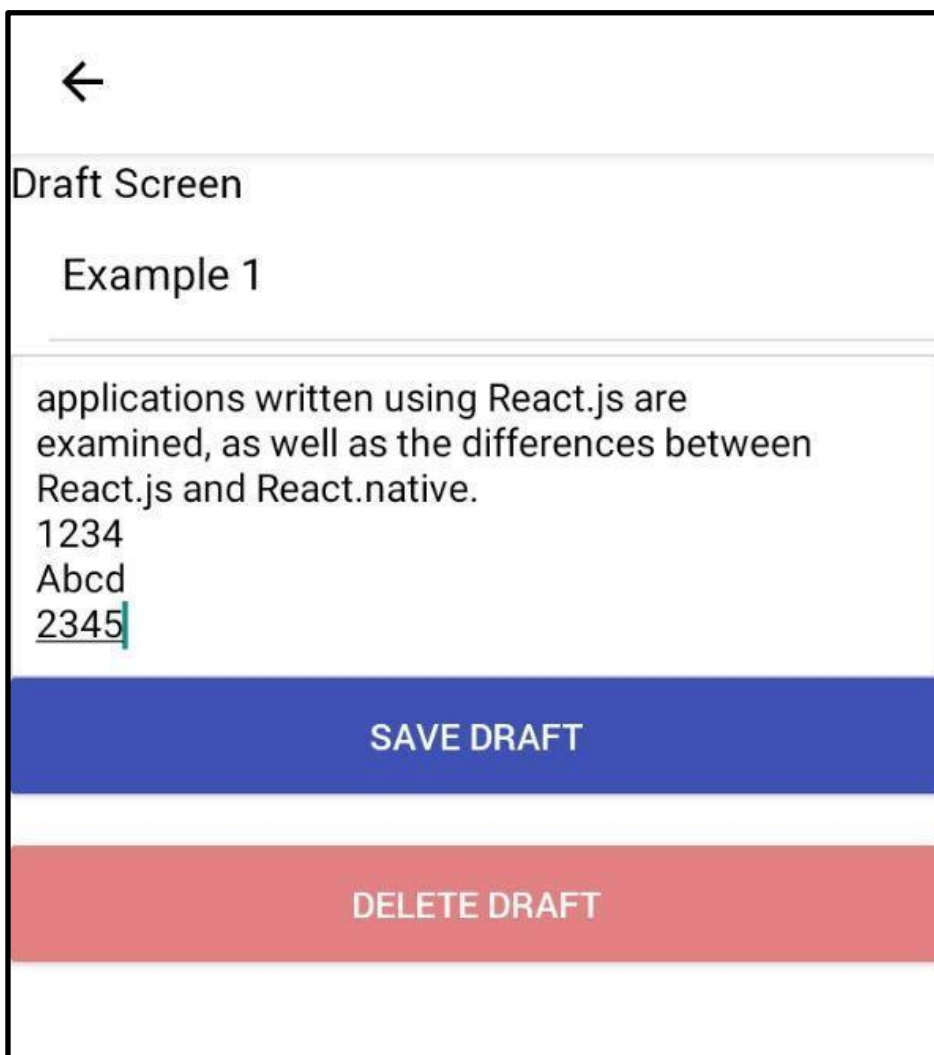 Draft Screen
Example 1
applications written using React.js are
examined, as well as the differences between
React.js and React.native.
1234
Abcd
2345
SAVE DRAFT
DELETE DRAFT